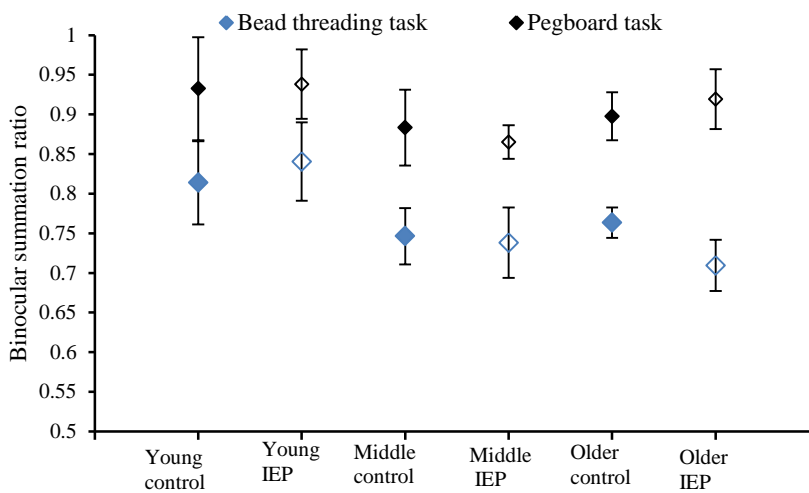 Bead threading task
Pegboard task
Binocular summation ratio
1
0.95
0.9
0.85
0.8
0.75
0.7
0.65
0.6
0.55
0.5
Young
control
Young
IEP
Middle
control
Middle
IEP
Older
control
Older
IEP